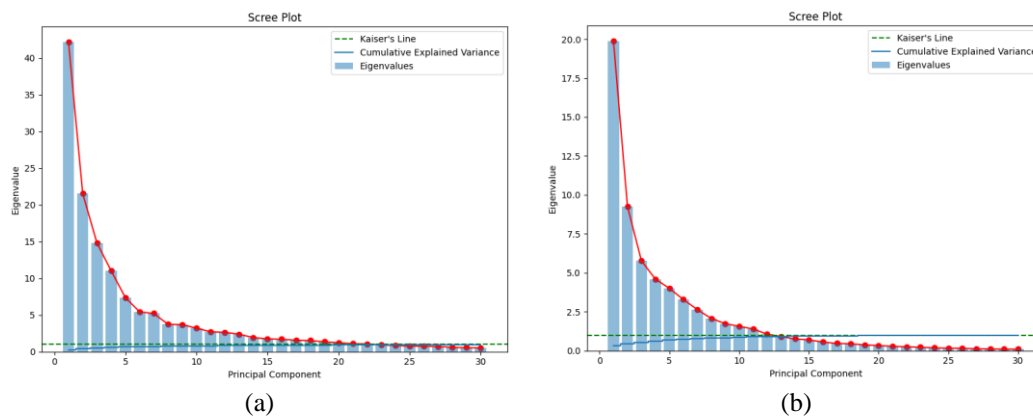 Scree Plot
Kaiser's Line
Cumulative Explained Variance
Eigenvalues
Eigenvalue
40
30
20
10
5
0
0
5
10
15
20
25
30
Principal Component
(a)
Scree Plot
Kaiser's Line
Cumulative Explained Variance
Eigenvalues
Eigenvalue
20.0
17.5
15.0
12.5
10.0
7.5
5.0
2.5
0.0
0
5
10
15
20
25
30
Principal Component
(b)